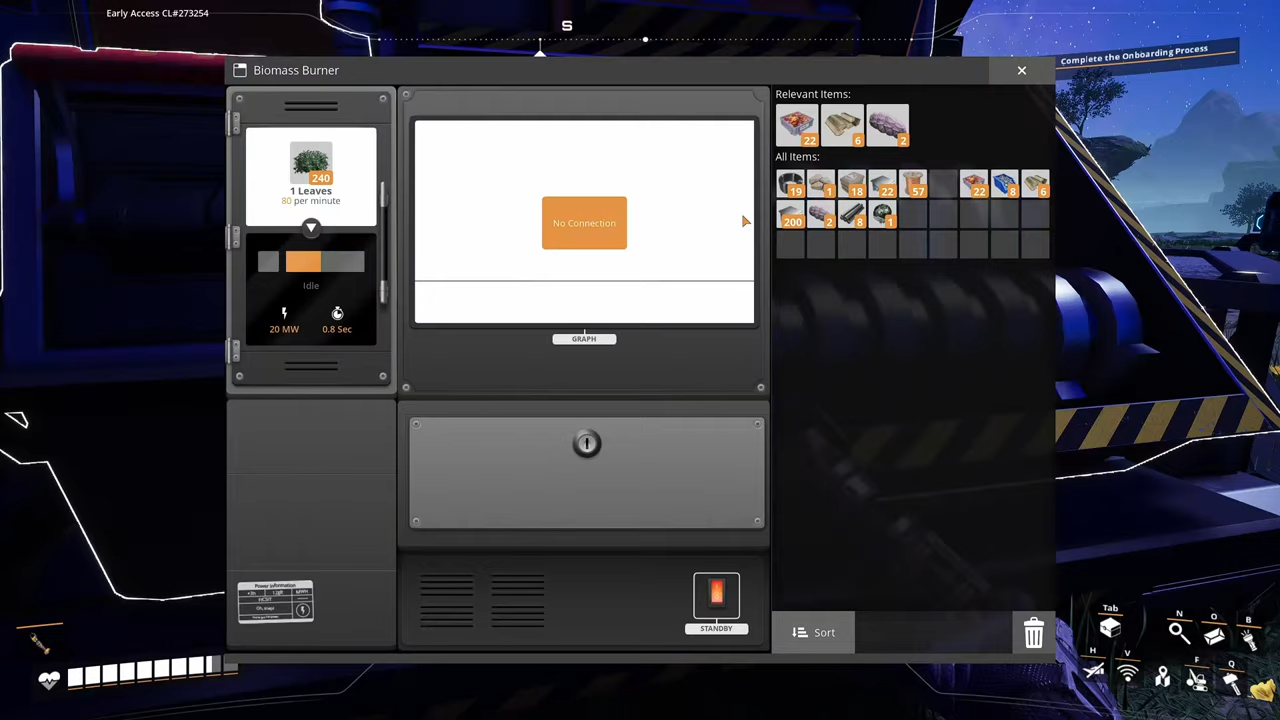 Early Access CL#273254
S
Complete the Onboarding Process
Biomass Burner
240
1 Leaves
80 per minute
Idle
20 MW
0.8 Sec
No Connection
GRAPH
STANDBY
Power Information
Relevant Items:
22
6
2
All Items:
19
1
18
22
57
22
8
6
200
2
8
1
Sort
Tab
N
O
B
H
V
F
Q